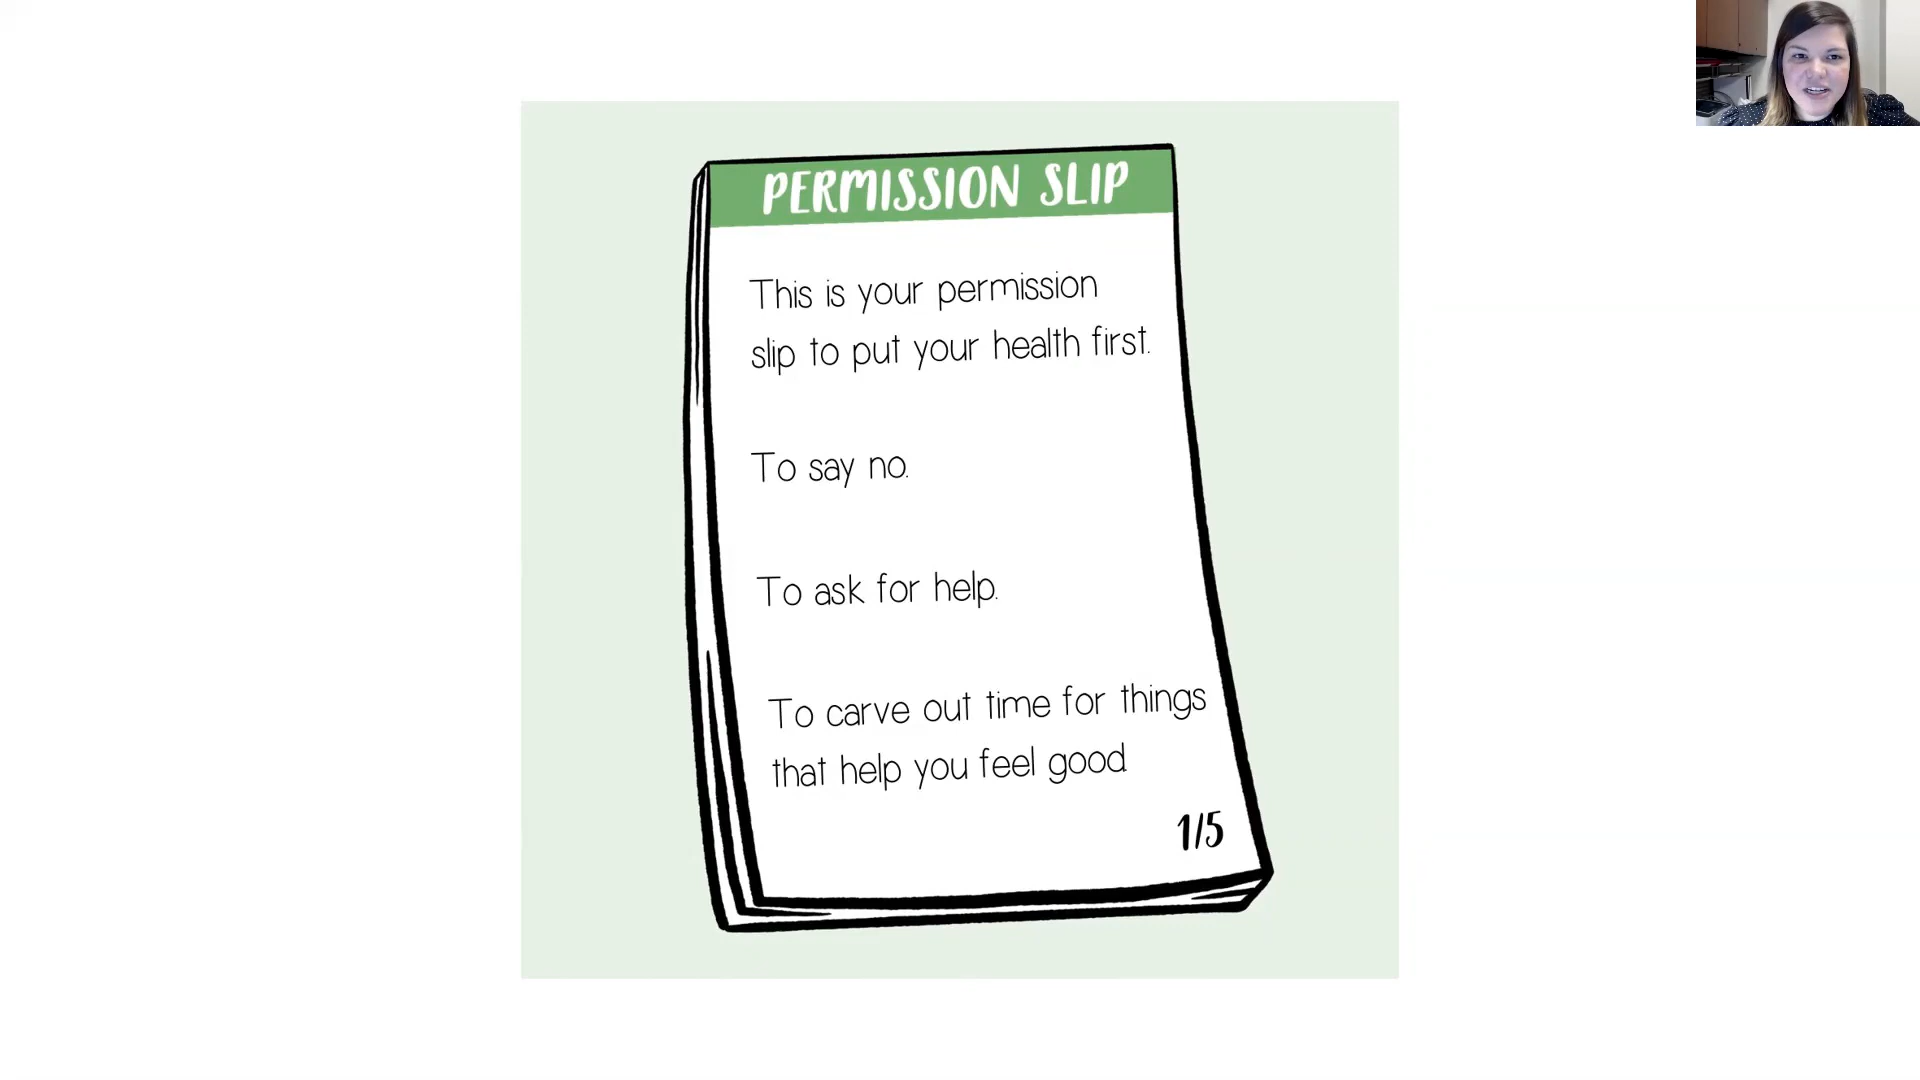 PERMISSION SLIP
This is your permission
slip to put your health first.
To say no.
To ask for help.
To carve out time for things
that help you feel good.
1/5